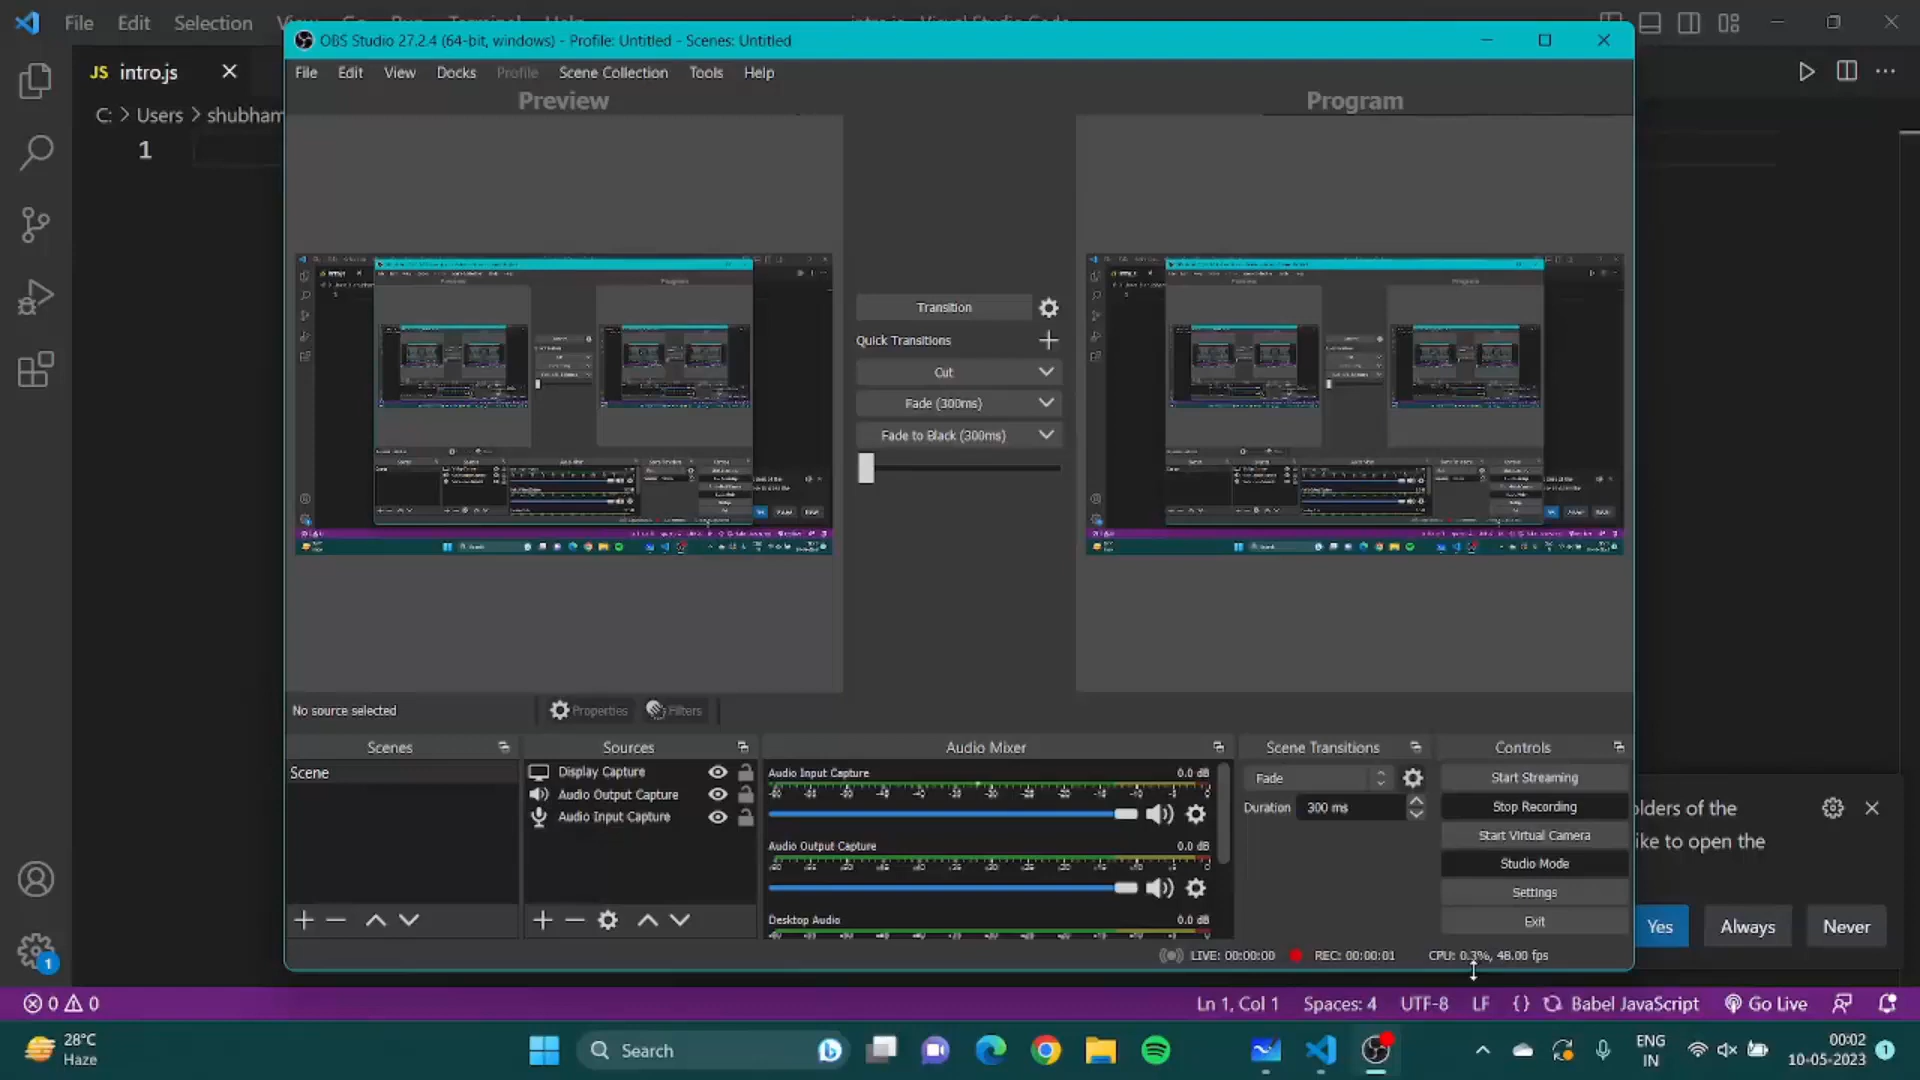 File Edit Selection
OBS Studio 27.2.4 (64-bit, windows) - Profile: Untitled - Scenes: Untitled
JS intro.js
File Edit View Docks Profile Scene Collection Tools Help
Preview
Program
C: > Users > shubham
1
Transition
Quick Transitions
Cut
Fade (300ms)
Fade to Black (300ms)
No source selected
Properties
Filters
Scenes
Sources
Audio Mixer
Scene Transitions
Controls
Scene
Display Capture
Audio Output Capture
Audio Input Capture
Audio Input Capture 0.0 dB
Audio Output Capture 0.0 dB
Desktop Audio 0.0 dB
Fade
Duration 300 ms
Start Streaming
Stop Recording
Start Virtual Camera
Studio Mode
Settings
Exit
olders of the
ike to open the
Yes Always Never
LIVE: 00:00:00 REC: 00:00:01 CPU: 0.3%, 48.00 fps
0 0
Ln 1, Col 1 Spaces: 4 UTF-8 LF {} Babel JavaScript Go Live
28°C
Haze
Search
ENG
IN
00:02
10-05-2023
1